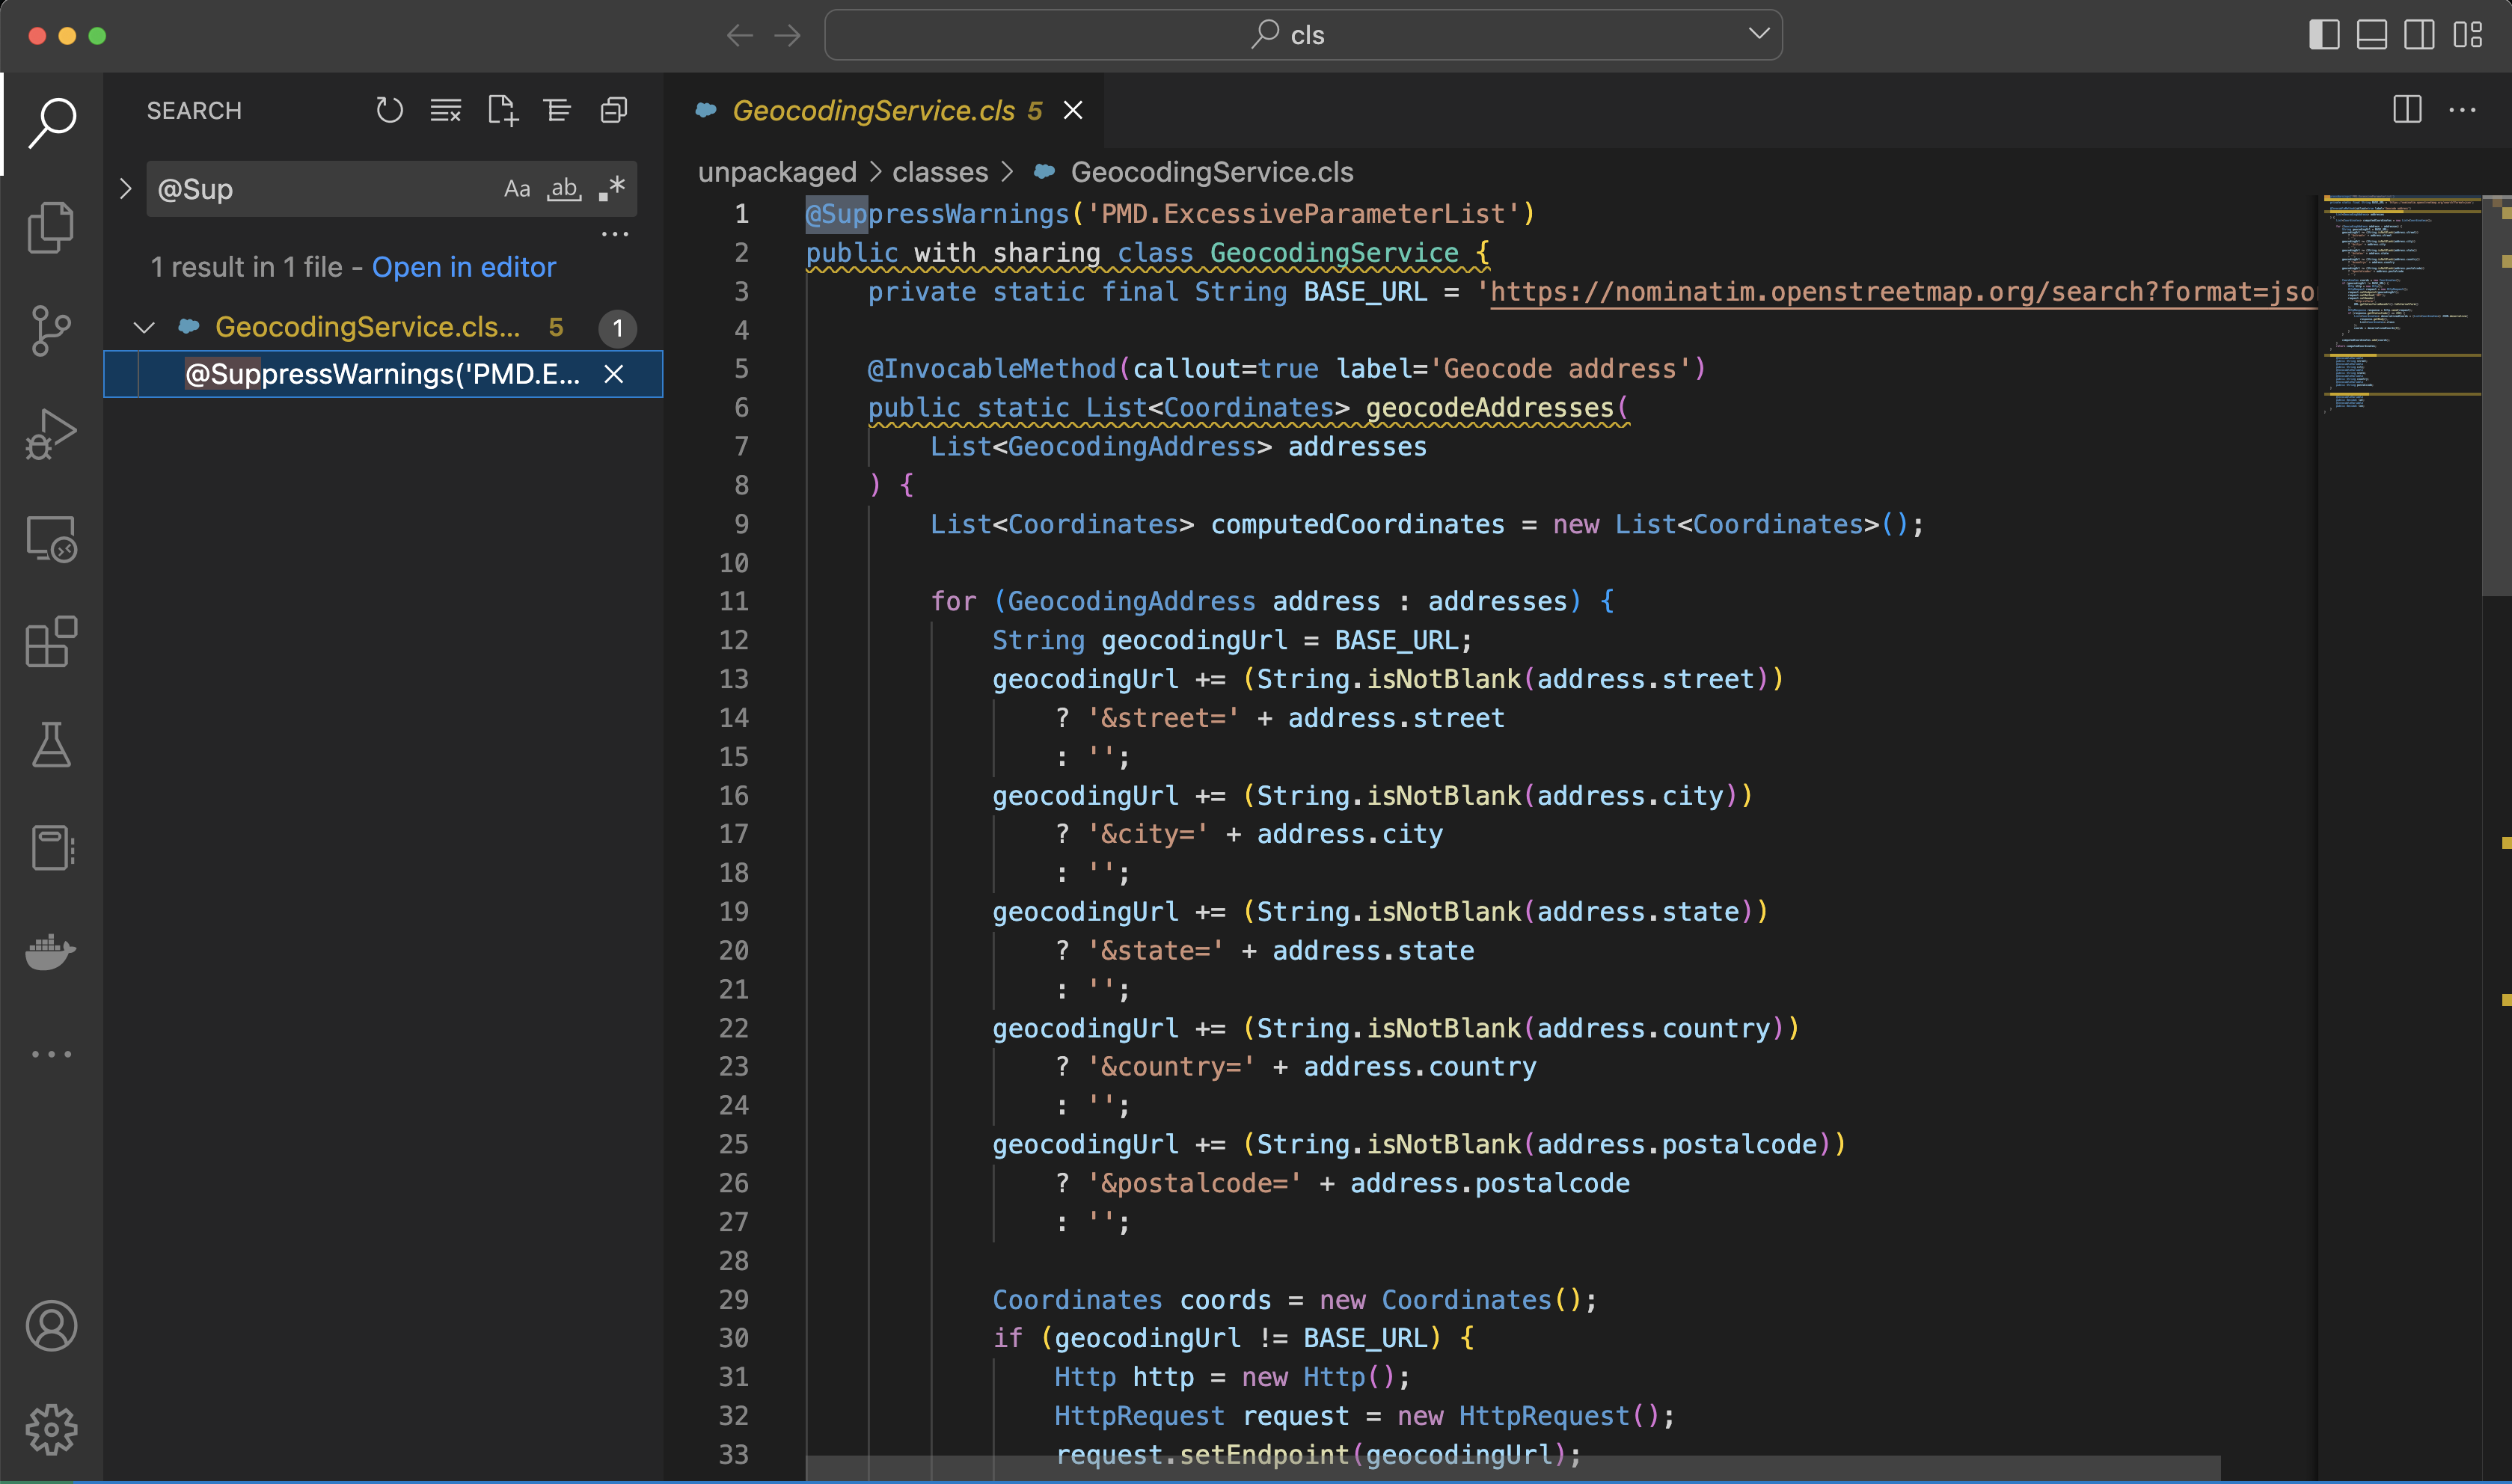 cls
SEARCH
@Sup
Aa ab .*
1 result in 1 file - Open in editor
GeocodingService.cls... 5 1
@SuppressWarnings('PMD.E...
GeocodingService.cls 5
unpackaged > classes > GeocodingService.cls
1 @SuppressWarnings('PMD.ExcessiveParameterList')
2 public with sharing class GeocodingService {
3 private static final String BASE_URL = 'https://nominatim.openstreetmap.org/search?format=jso
4
5 @InvocableMethod(callout=true label='Geocode address')
6 public static List<Coordinates> geocodeAddresses(
7 List<GeocodingAddress> addresses
8 ) {
9 List<Coordinates> computedCoordinates = new List<Coordinates>();
10
11 for (GeocodingAddress address : addresses) {
12 String geocodingUrl = BASE_URL;
13 geocodingUrl += (String.isNotBlank(address.street))
14 ? '&street=' + address.street
15 : '';
16 geocodingUrl += (String.isNotBlank(address.city))
17 ? '&city=' + address.city
18 : '';
19 geocodingUrl += (String.isNotBlank(address.state))
20 ? '&state=' + address.state
21 : '';
22 geocodingUrl += (String.isNotBlank(address.country))
23 ? '&country=' + address.country
24 : '';
25 geocodingUrl += (String.isNotBlank(address.postalcode))
26 ? '&postalcode=' + address.postalcode
27 : '';
28
29 Coordinates coords = new Coordinates();
30 if (geocodingUrl != BASE_URL) {
31 Http http = new Http();
32 HttpRequest request = new HttpRequest();
33 request.setEndpoint(geocodingUrl);